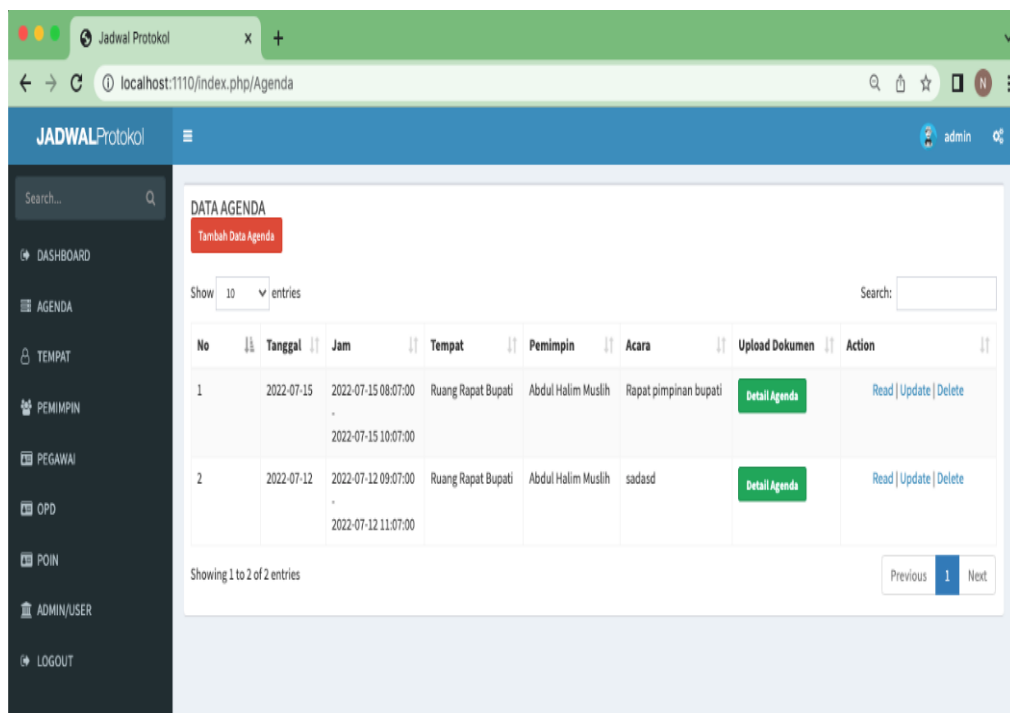 Jadwal Protokol
localhost:1110/index.php/Agenda
N
JADWALProtokol
admin
Search...
DASHBOARD
AGENDA
TEMPAT
PEMIMPIN
PEGAWAI
OPD
POIN
ADMIN/USER
LOGOUT
DATA AGENDA
Tambah Data Agenda
Show 10 entries
Search:
No Tanggal Jam Tempat Pemimpin Acara Upload Dokumen Action
1 2022-07-15 2022-07-15 08:07:00 Ruang Rapat Bupati Abdul Halim Muslih Rapat pimpinan bupati Detail Agenda Read | Update | Delete
-
2022-07-15 10:07:00
2 2022-07-12 2022-07-12 09:07:00 Ruang Rapat Bupati Abdul Halim Muslih sadasd Detail Agenda Read | Update | Delete
-
2022-07-12 11:07:00
Showing 1 to 2 of 2 entries
Previous 1 Next